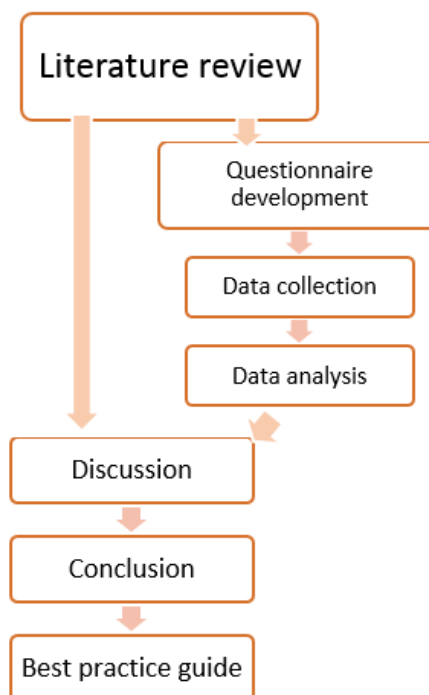 Literature review
Questionnaire
development
Data collection
Data analysis
Discussion
Conclusion
Best practice guide